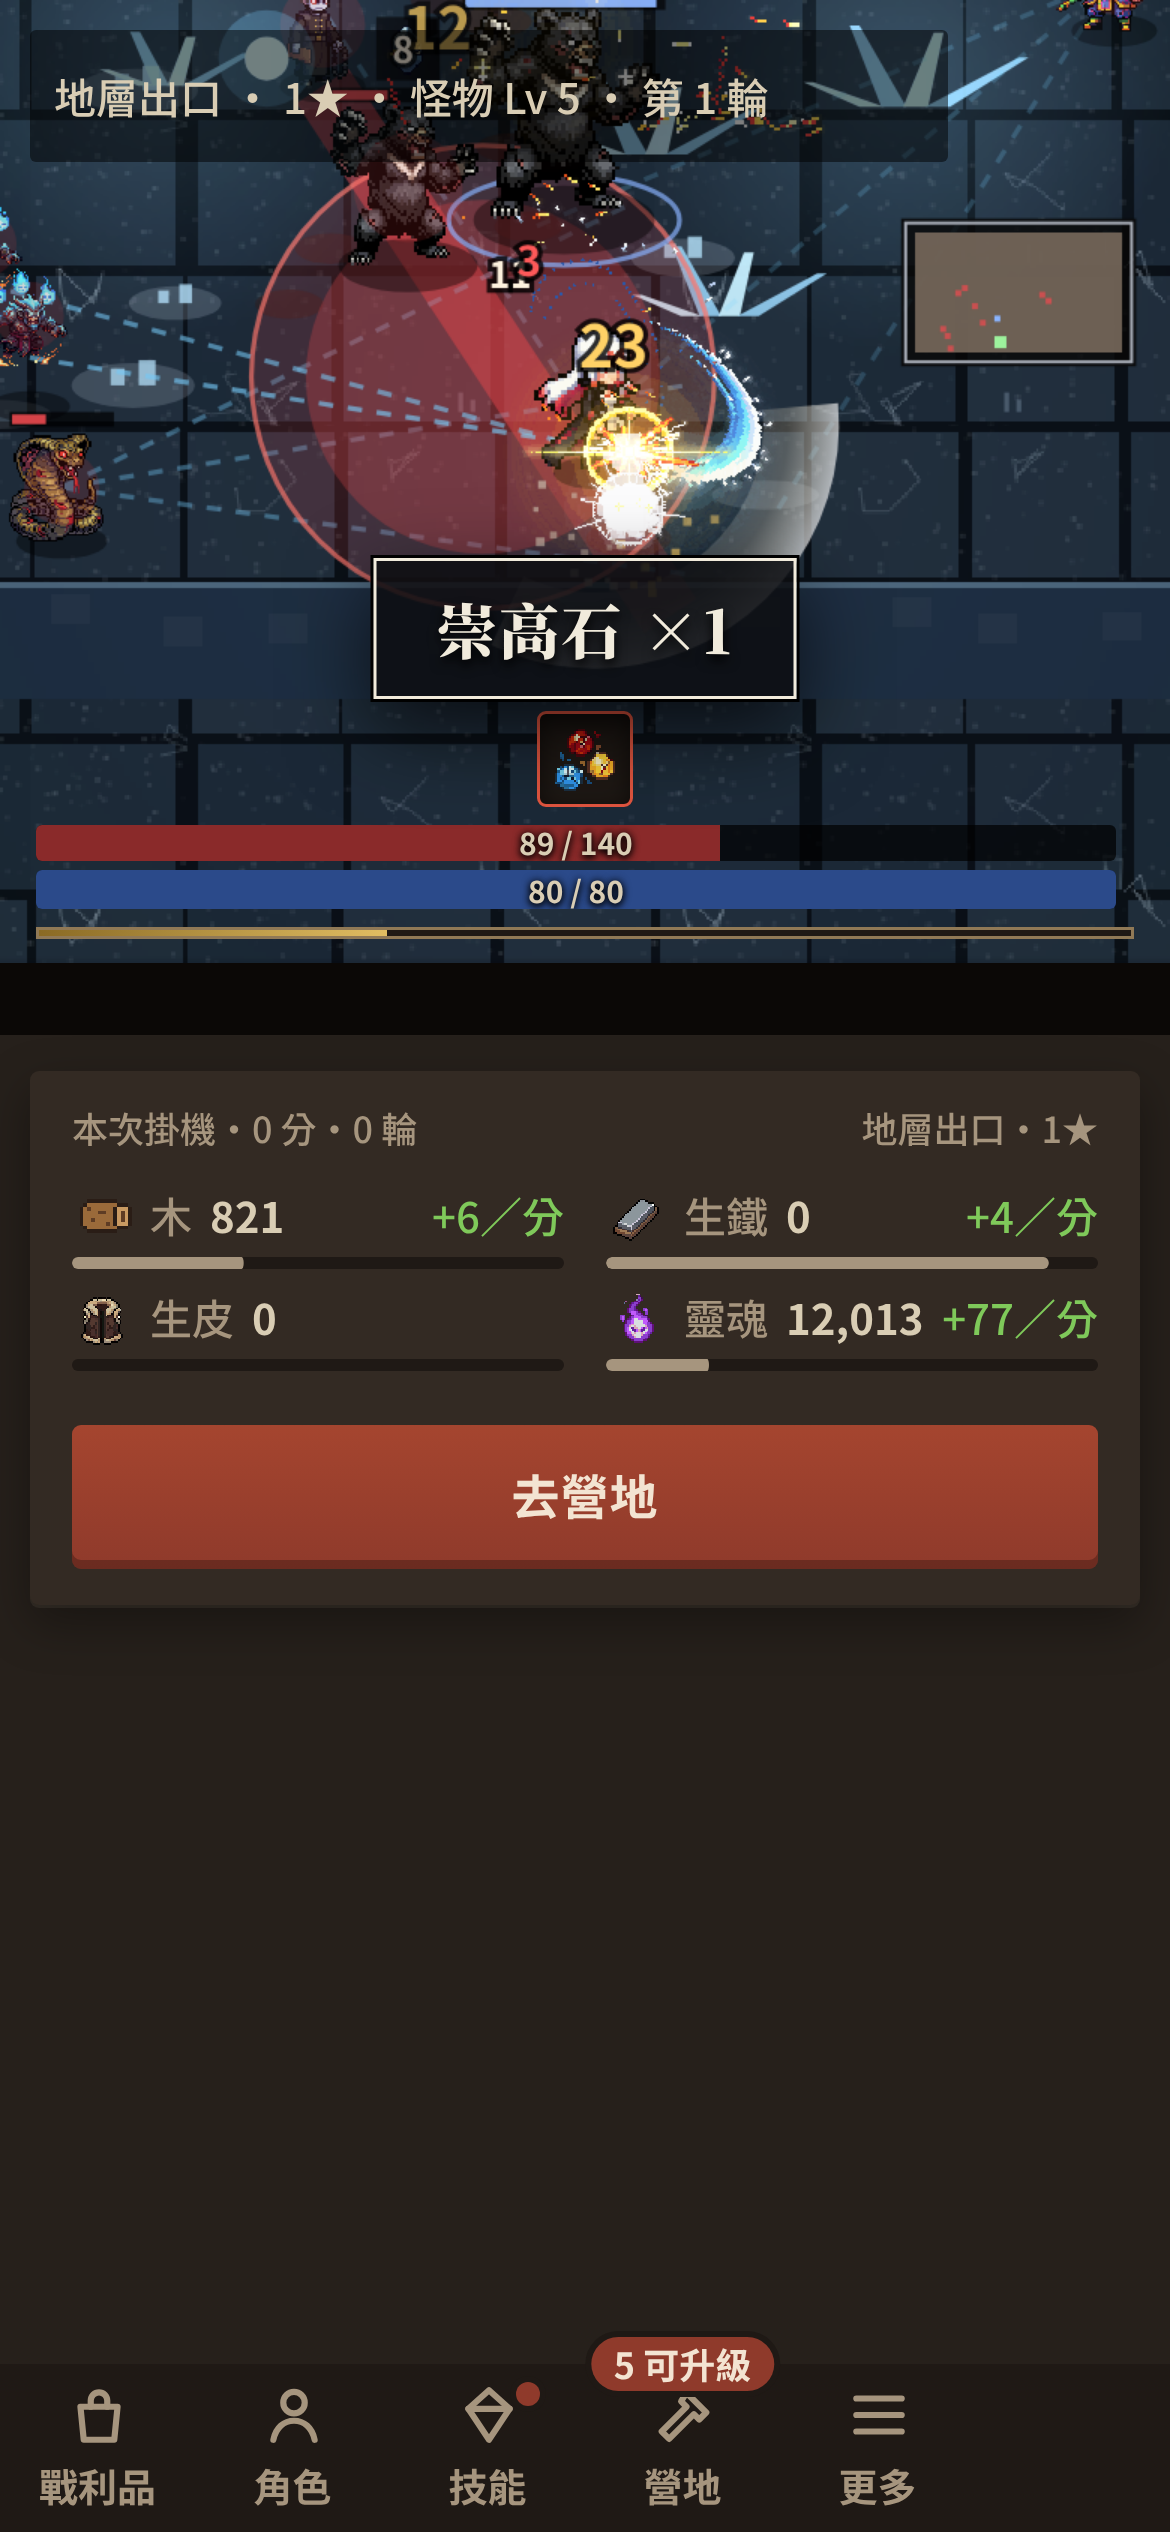 12
8
地層出口 • 1★ • 怪物 Lv 5 • 第 1 輪
3
23
崇高石 ×1
89 / 140
80 / 80
本次掛機・0 分・0 輪
地層出口・1★
木 821 +6／分
生鐵 0 +4／分
生皮 0
靈魂 12,013 +77／分
去營地
5 可升級
戰利品
角色
技能
營地
更多